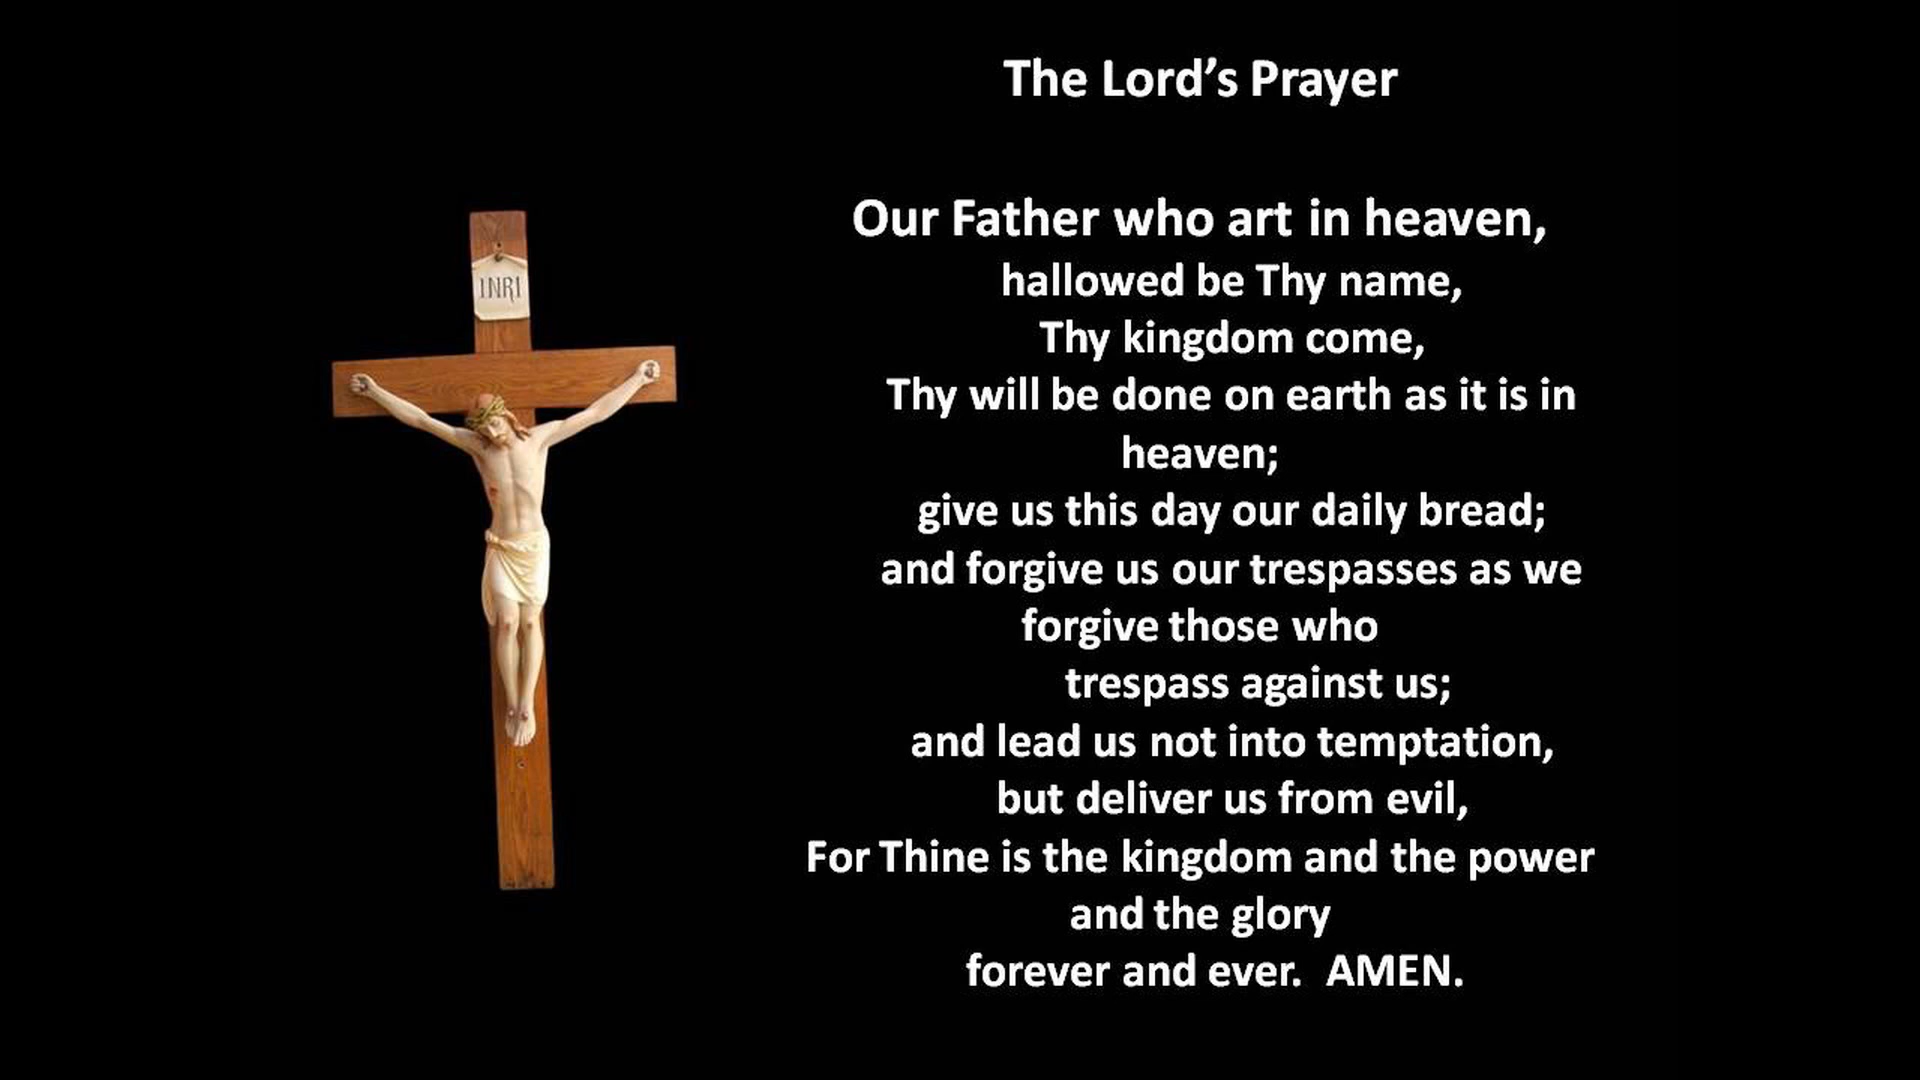 The Lord’s Prayer
INRI
Our Father who art in heaven,
hallowed be Thy name,
Thy kingdom come,
Thy will be done on earth as it is in
heaven;
give us this day our daily bread;
and forgive us our trespasses as we
forgive those who
trespass against us;
and lead us not into temptation,
but deliver us from evil,
For Thine is the kingdom and the power
and the glory
forever and ever.  AMEN.